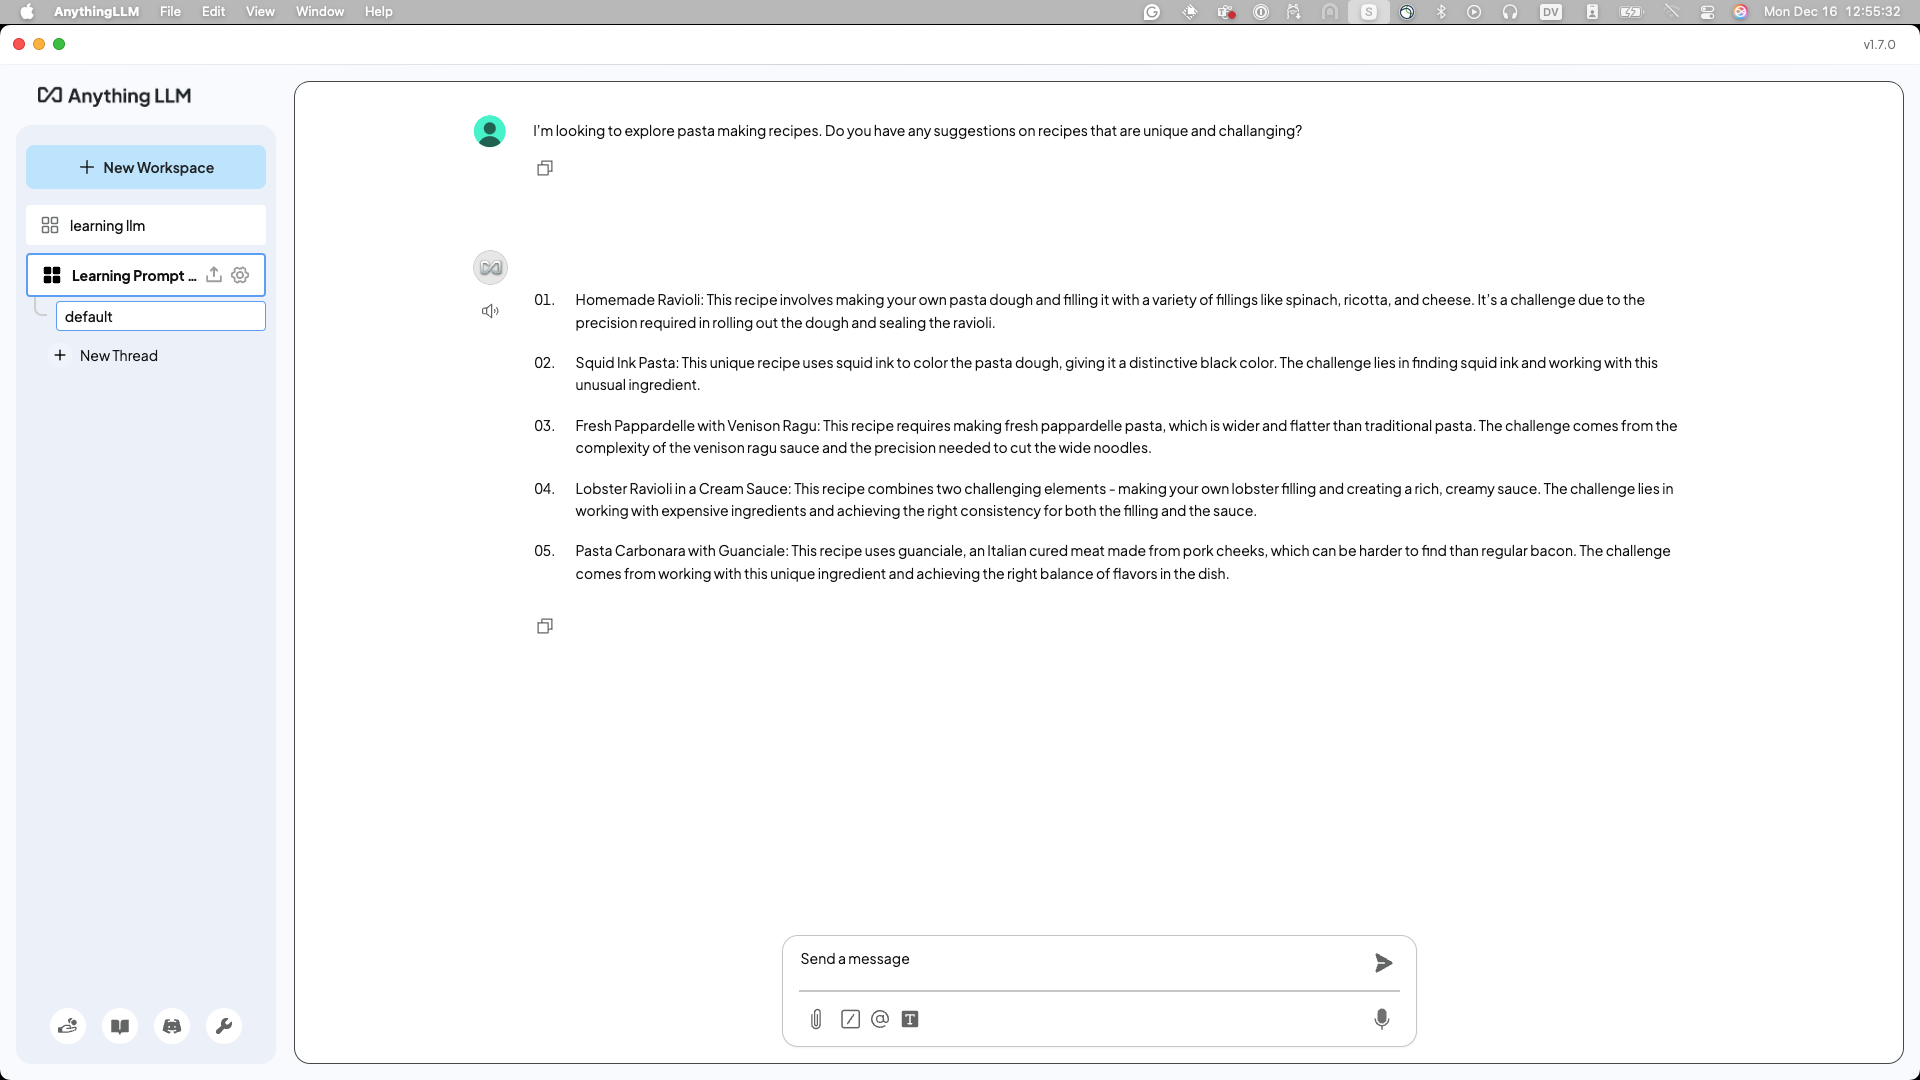 AnythingLLM File Edit View Window Help DV Mon Dec 16 12:55:32
v1.7.0
Anything LLM
New Workspace
learning llm
Learning Prompt ...
default
New Thread
I'm looking to explore pasta making recipes. Do you have any suggestions on recipes that are unique and challanging?
01. Homemade Ravioli: This recipe involves making your own pasta dough and filling it with a variety of fillings like spinach, ricotta, and cheese. It's a challenge due to the
precision required in rolling out the dough and sealing the ravioli.
02. Squid Ink Pasta: This unique recipe uses squid ink to color the pasta dough, giving it a distinctive black color. The challenge lies in finding squid ink and working with this
unusual ingredient.
03. Fresh Pappardelle with Venison Ragu: This recipe requires making fresh pappardelle pasta, which is wider and flatter than traditional pasta. The challenge comes from the
complexity of the venison ragu sauce and the precision needed to cut the wide noodles.
04. Lobster Ravioli in a Cream Sauce: This recipe combines two challenging elements - making your own lobster filling and creating a rich, creamy sauce. The challenge lies in
working with expensive ingredients and achieving the right consistency for both the filling and the sauce.
05. Pasta Carbonara with Guanciale: This recipe uses guanciale, an Italian cured meat made from pork cheeks, which can be harder to find than regular bacon. The challenge
comes from working with this unique ingredient and achieving the right balance of flavors in the dish.
Send a message